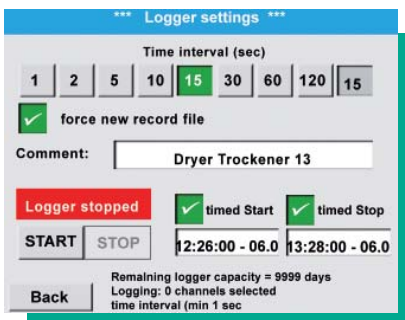 *** Logger settings ***
Time interval (sec)
1 2 5 10 15 30 60 120 15
force new record file
Comment: Dryer Trockener 13
Logger stopped timed Start timed Stop
START STOP 12:26:00 - 06.0 13:28:00 - 06.0
Remaining logger capacity = 9999 days
Logging: 0 channels selected
Back time interval (min 1 sec